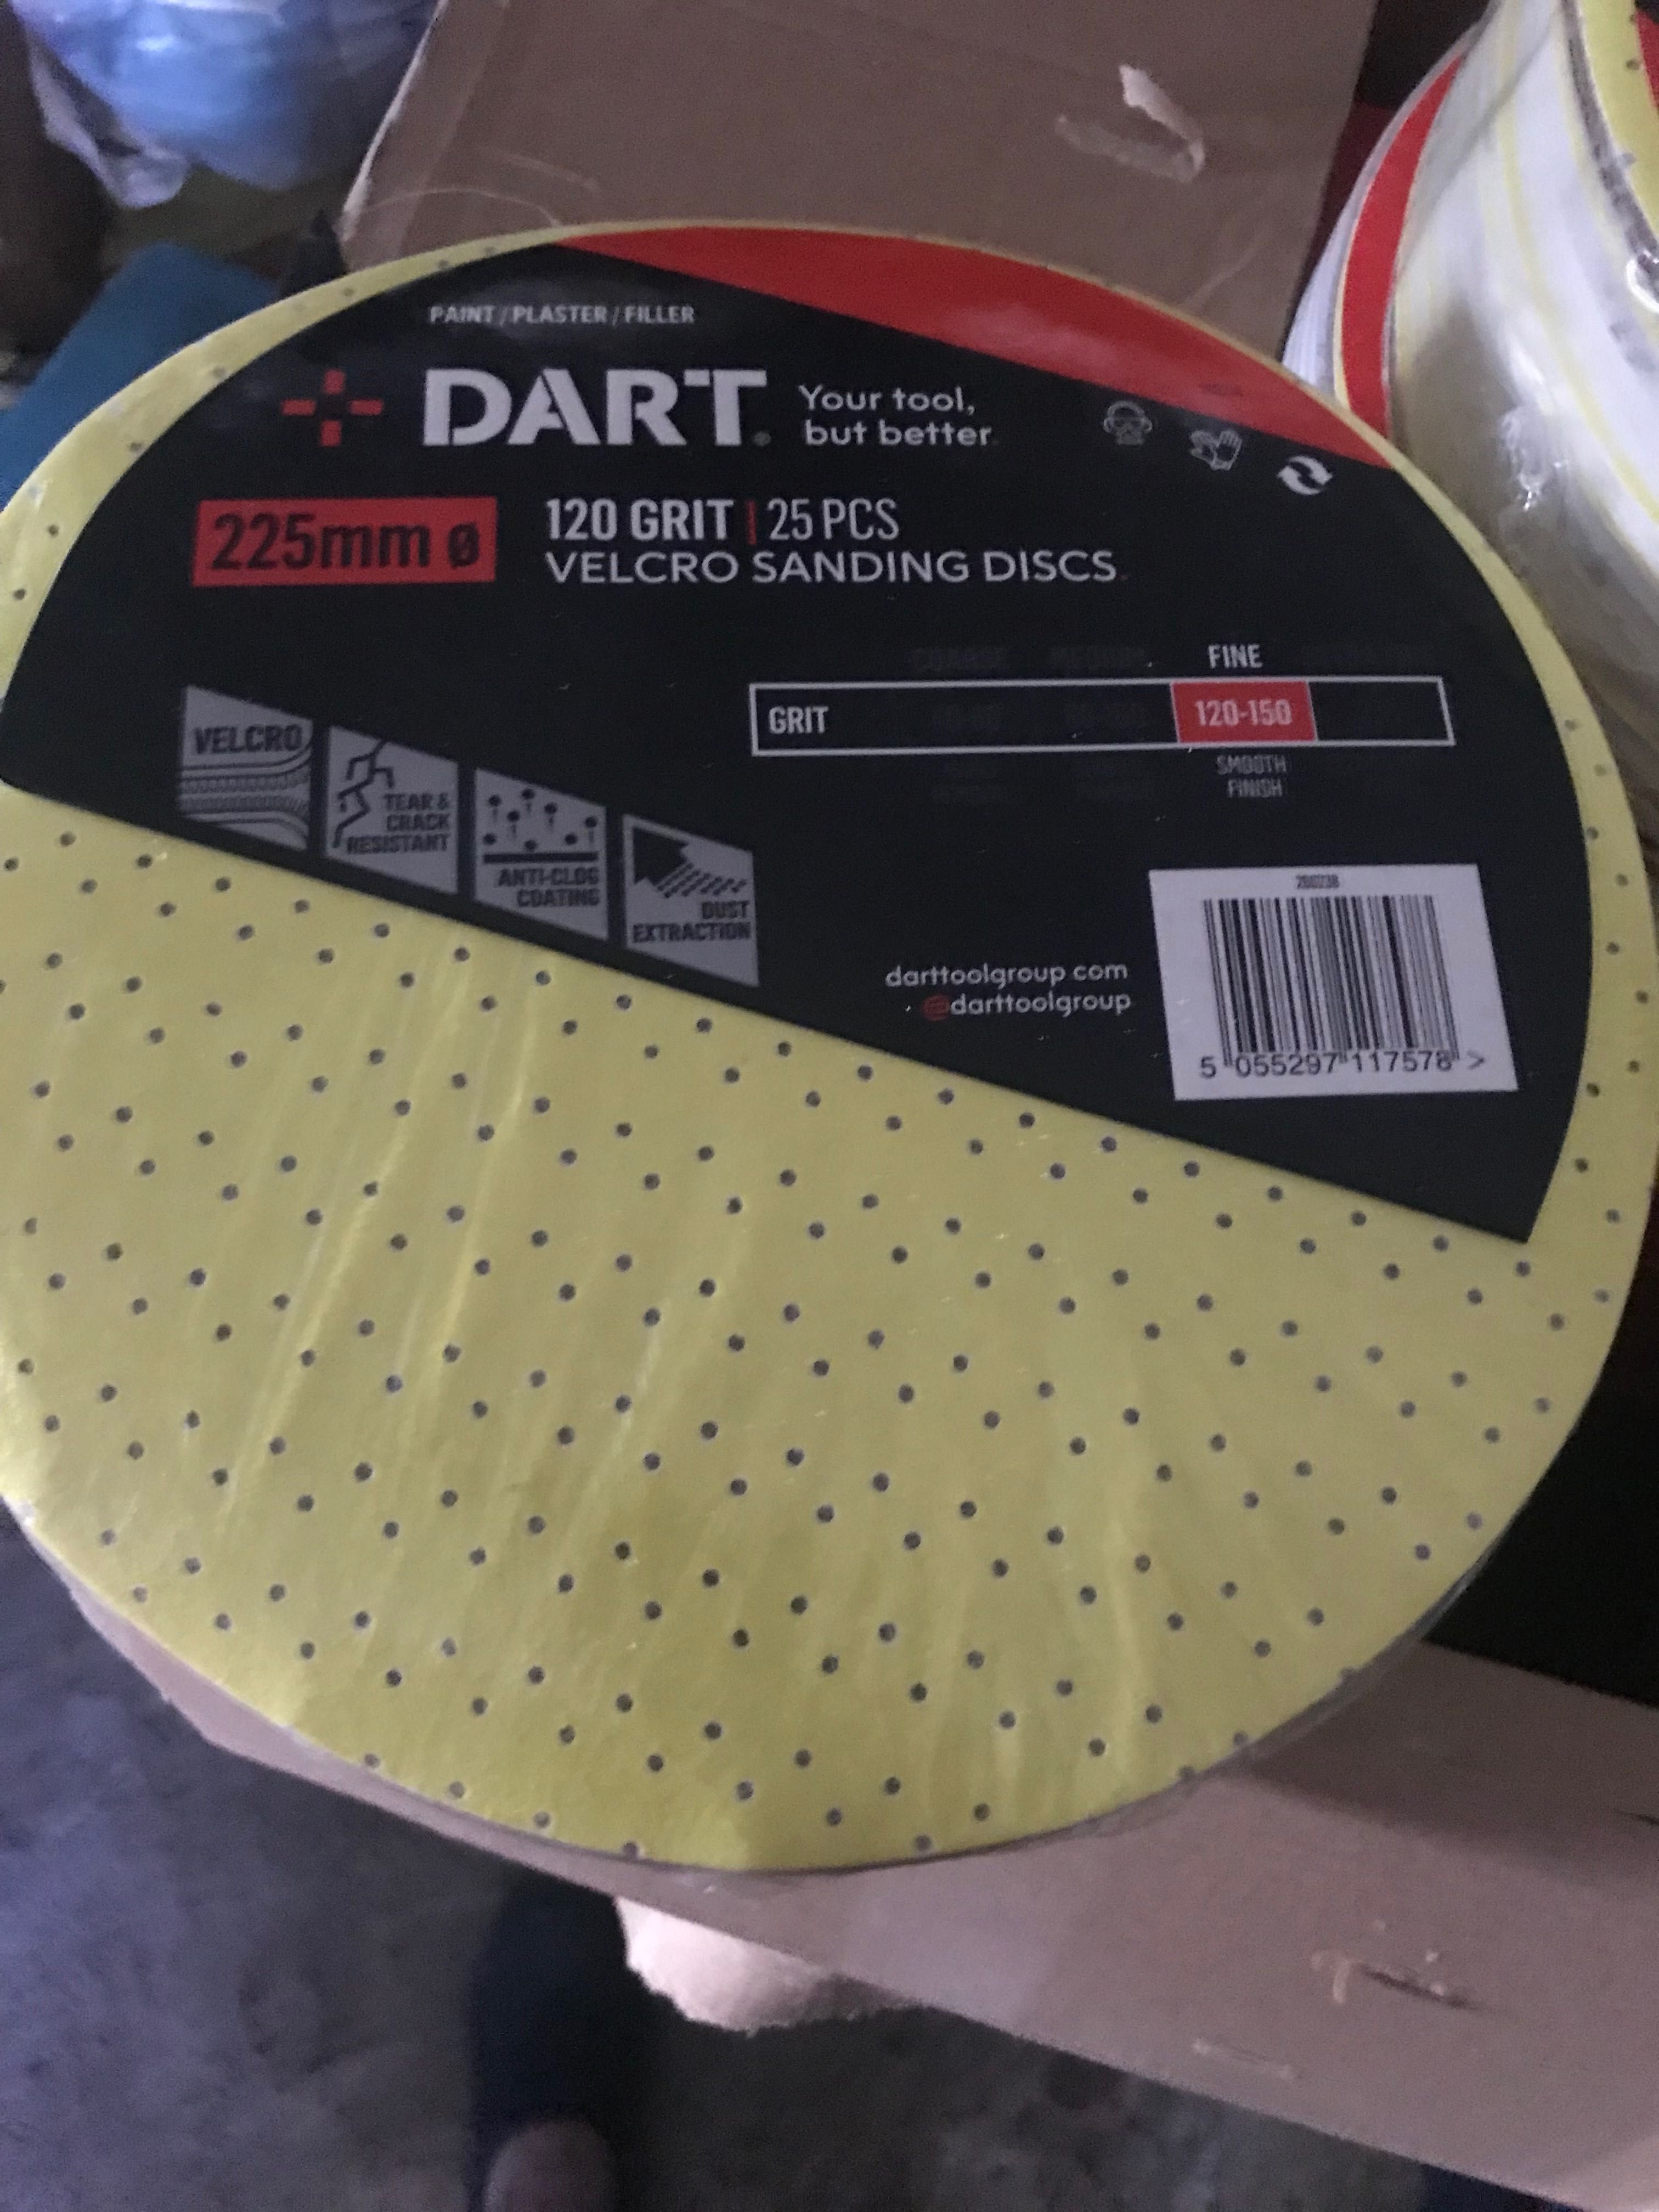 PAINT / PLASTER / FILLER
DART Your tool,
but better.
225mm ø
120 GRIT | 25 PCS
VELCRO SANDING DISCS
FINE
GRIT 120-150
SMOOTH
FINISH
VELCRO
TEAR &
CRACK
RESISTANT
ANTI-CLOG
COATING
DUST
EXTRACTION
darttoolgroup.com
@darttoolgroup
5 055297 117578 >